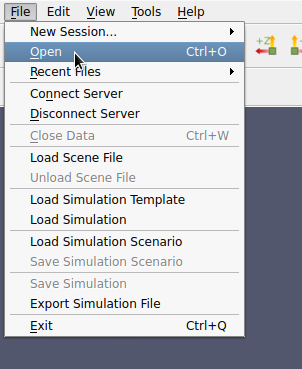 File Edit View Tools Help
New Session...
Open Ctrl+O
Recent Files
Connect Server
Disconnect Server
Close Data Ctrl+W
Load Scene File
Unload Scene File
Load Simulation Template
Load Simulation
Load Simulation Scenario
Save Simulation Scenario
Save Simulation
Export Simulation File
Exit Ctrl+Q
+Z